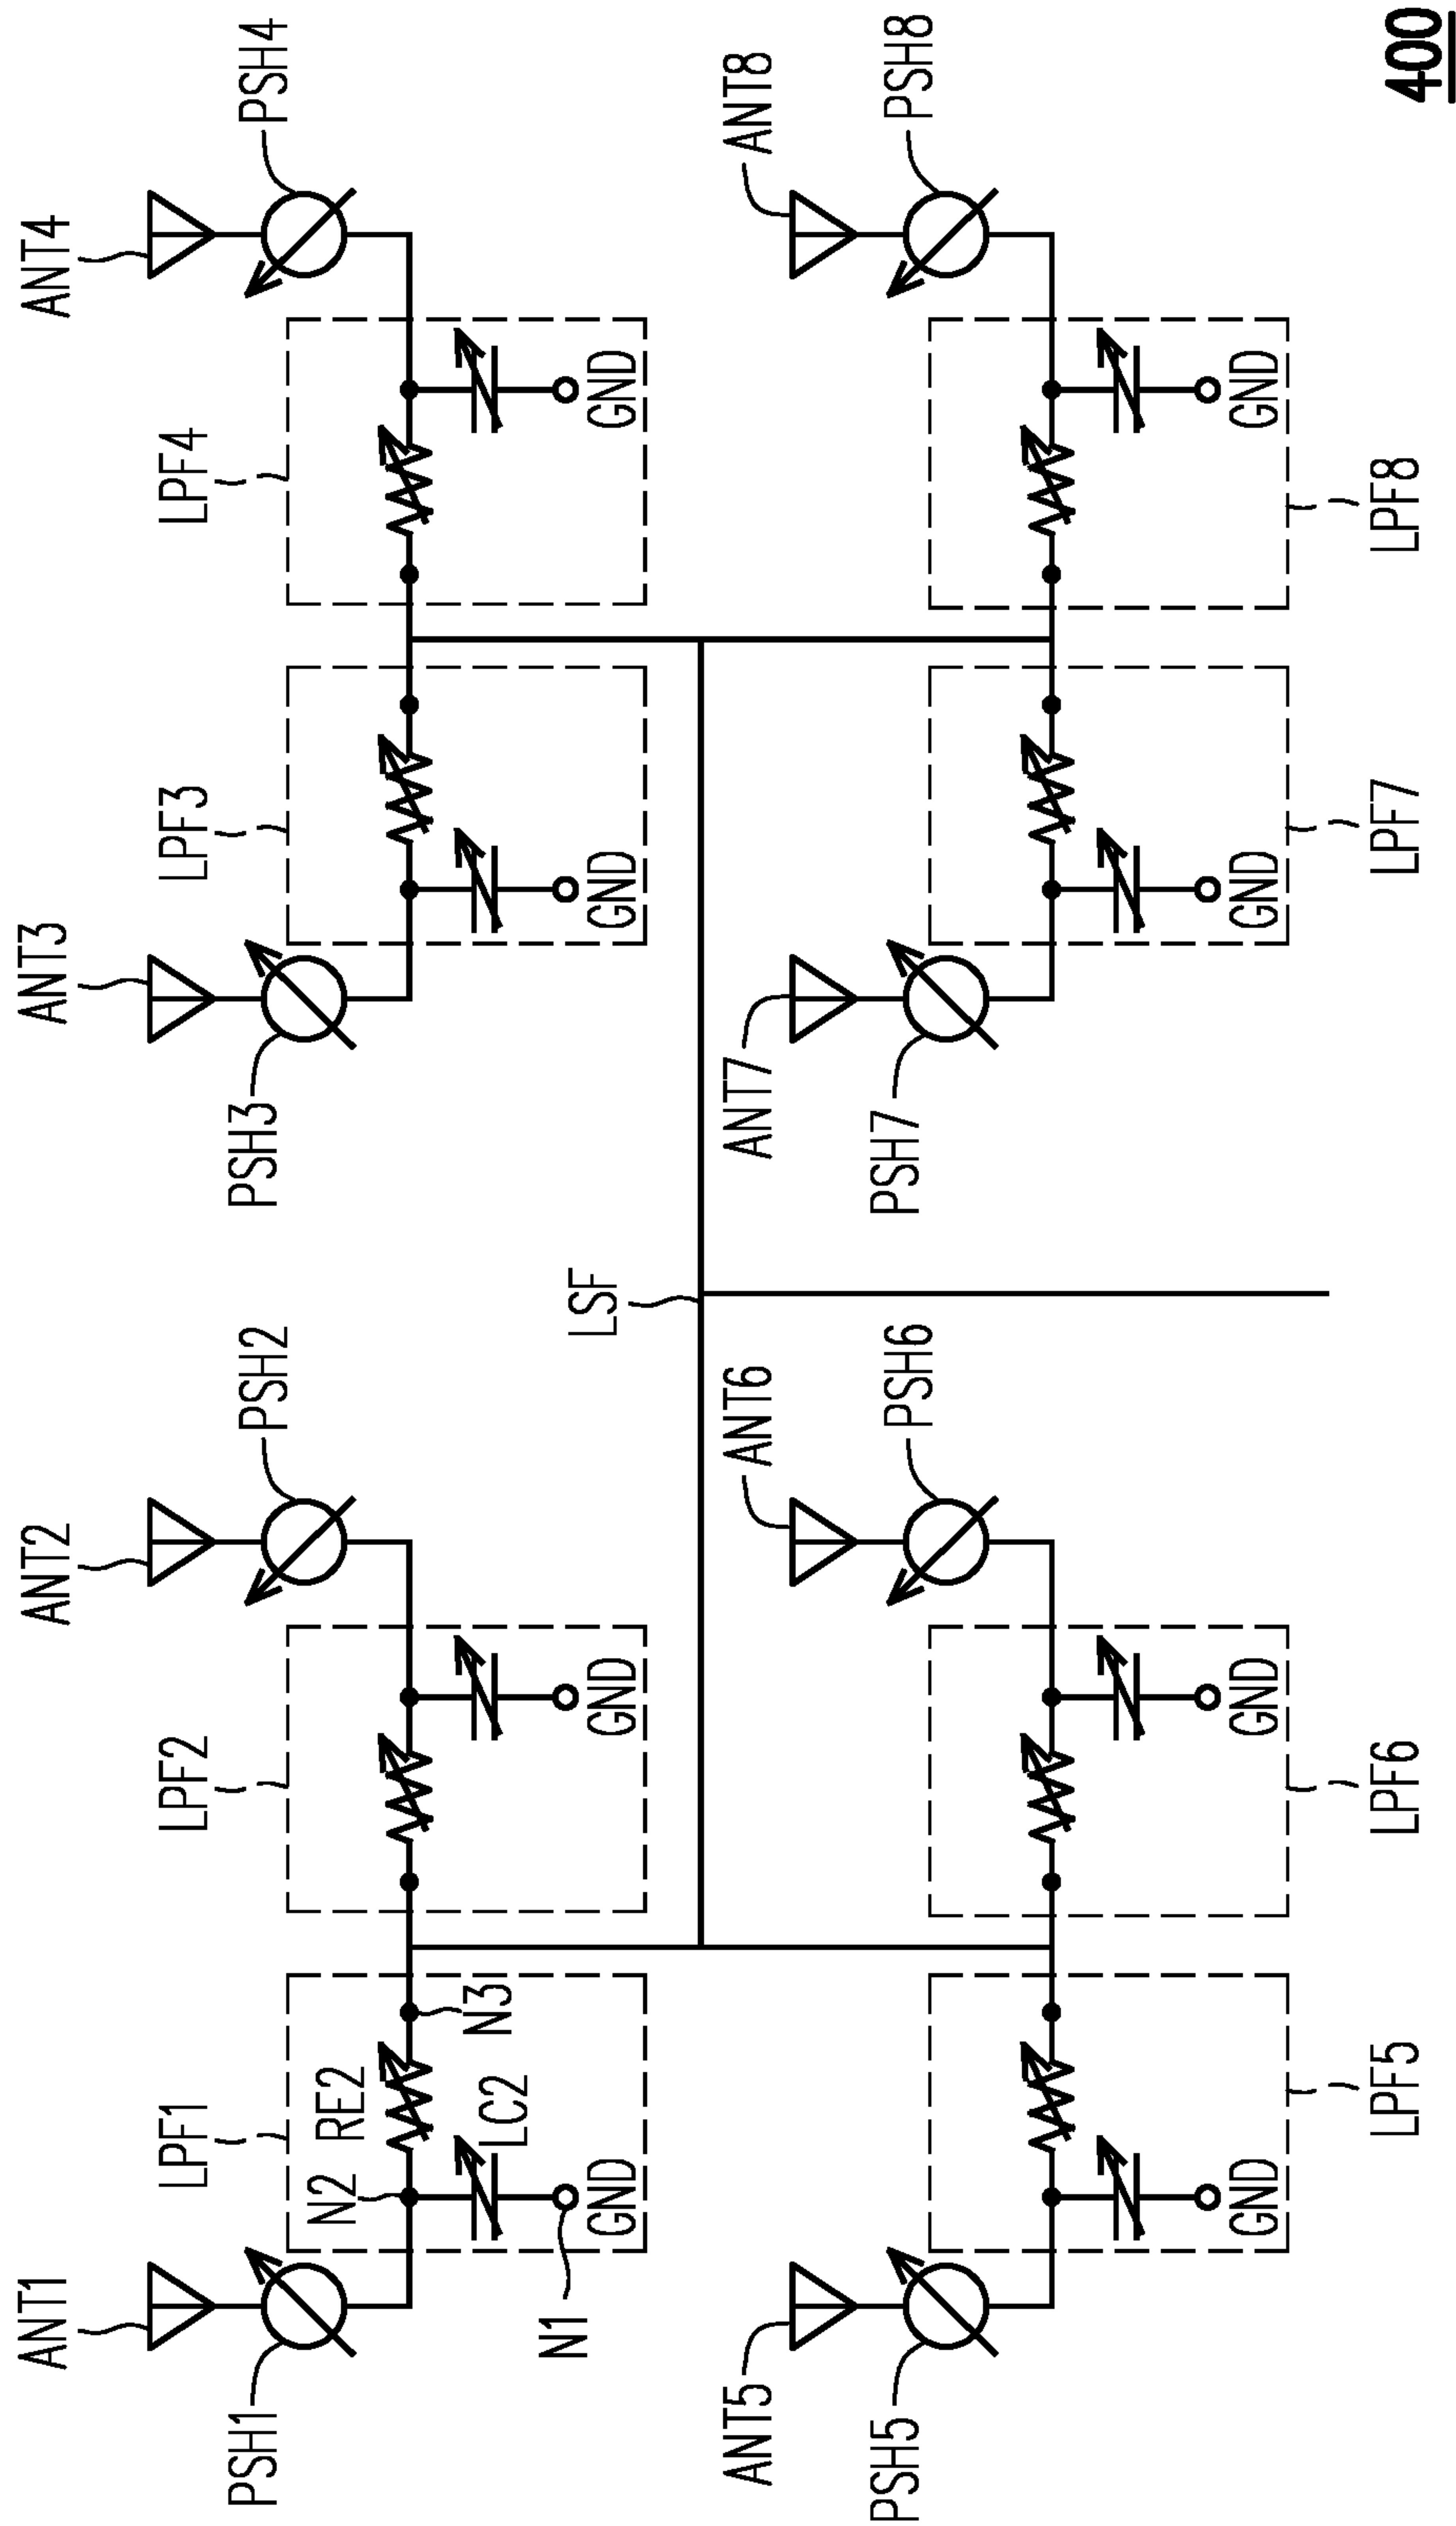 ANT1
ANT2
ANT3
ANT4
PSH1
PSH2
PSH3
PSH4
LPF1
LPF2
LPF3
LPF4
N2
RE2
N3
LC2
N1
GND
GND
GND
GND
LSF
ANT5
ANT6
ANT7
ANT8
PSH5
PSH6
PSH7
PSH8
GND
GND
GND
GND
LPF5
LPF6
LPF7
LPF8
400